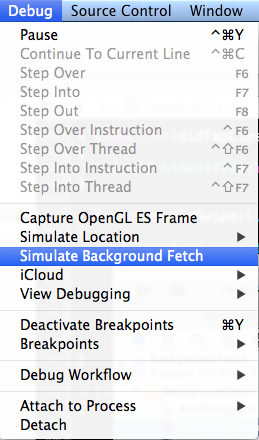 Debug Source Control Window
Pause ^⌘Y
Continue To Current Line ^⌘C
Step Over F6
Step Into F7
Step Out F8
Step Over Instruction ^F6
Step Over Thread ^⇧F6
Step Into Instruction ^F7
Step Into Thread ^⇧F7
Capture OpenGL ES Frame
Simulate Location
Simulate Background Fetch
iCloud
View Debugging
Deactivate Breakpoints ⌘Y
Breakpoints
Debug Workflow
Attach to Process
Detach